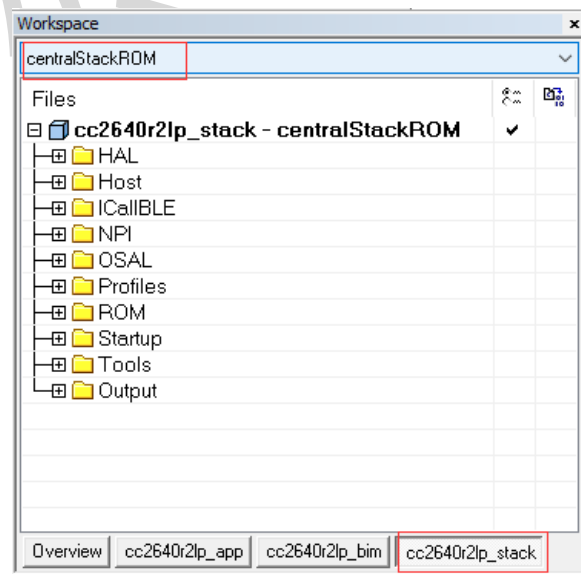 Workspace
centralStackROM
Files
cc2640r2lp_stack - centralStackROM
HAL
Host
ICallBLE
NPI
OSAL
Profiles
ROM
Startup
Tools
Output
Overview cc2640r2lp_app cc2640r2lp_bim cc2640r2lp_stack